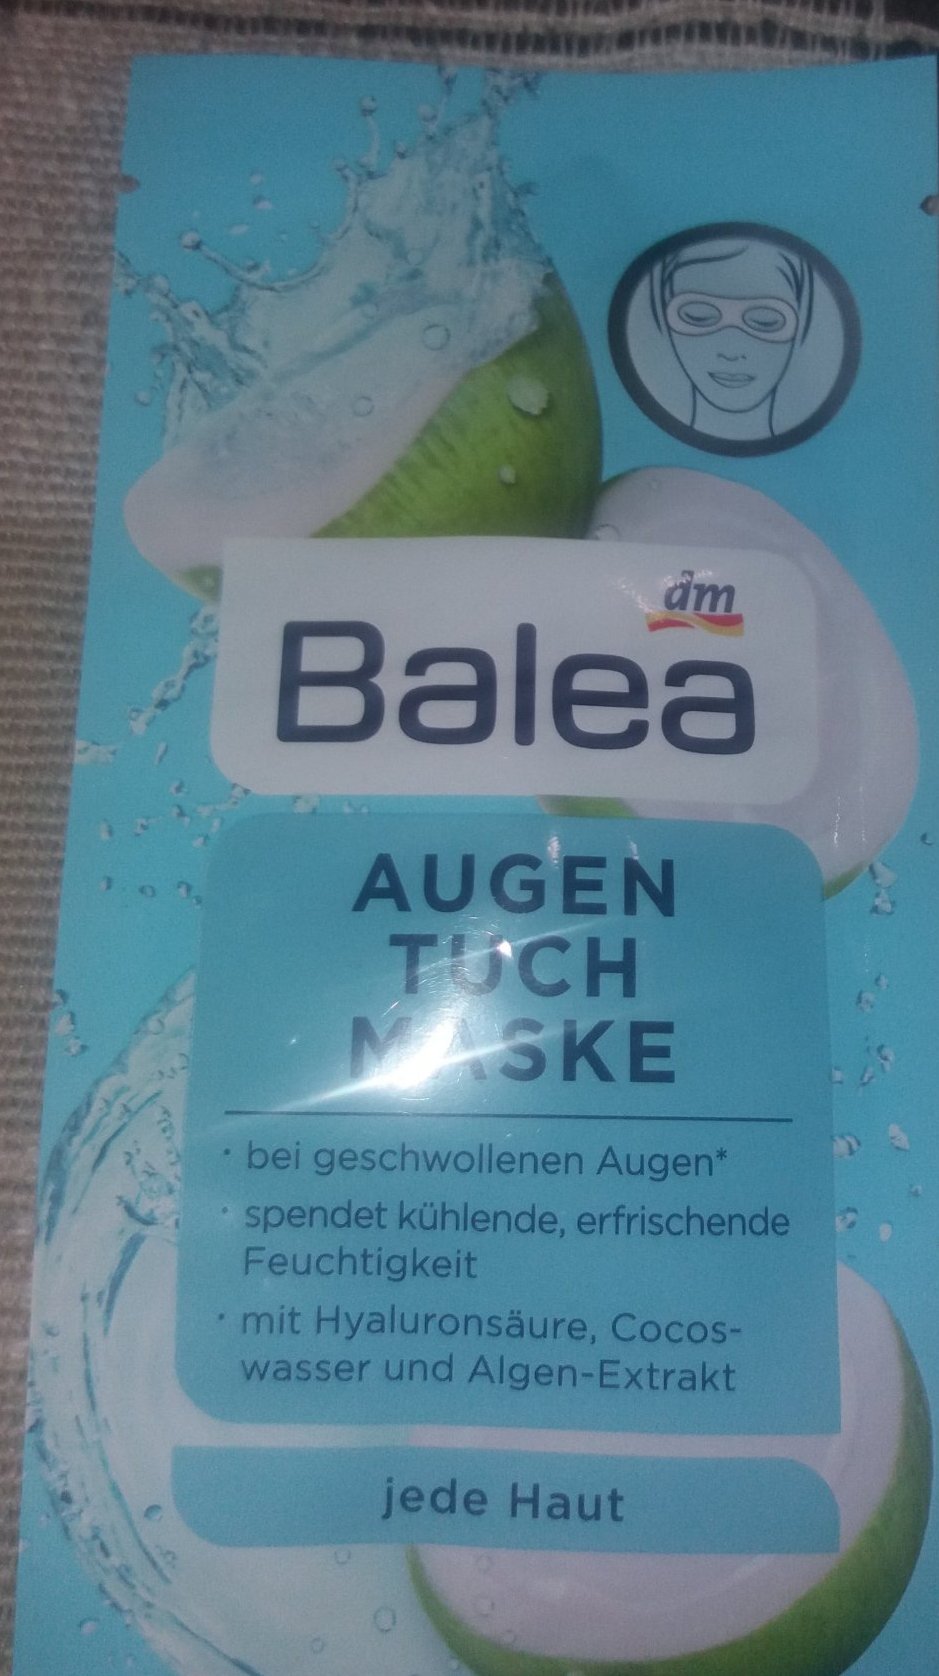 dm
Balea
AUGEN
TUCH
MASKE
· bei geschwollenen Augen*
· spendet kühlende, erfrischende
Feuchtigkeit
· mit Hyaluronsäure, Cocos-
wasser und Algen-Extrakt
jede Haut